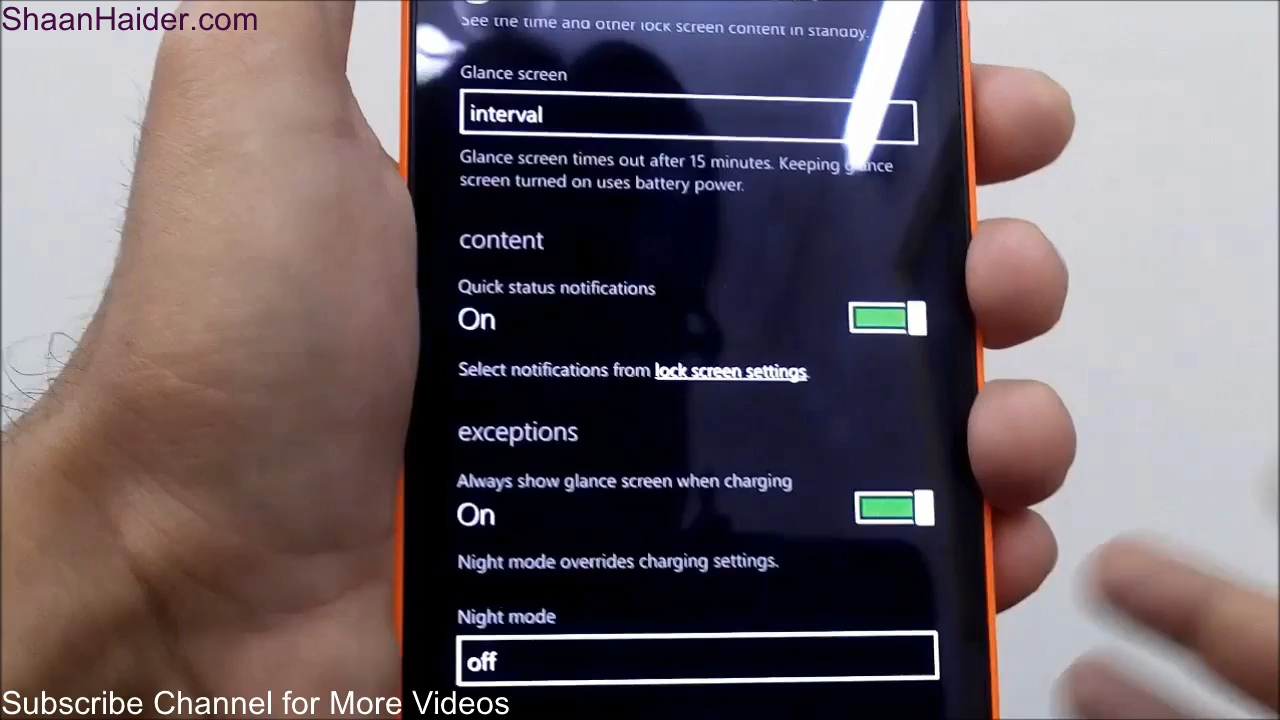 ShaanHaider.com
See the time and other lock screen content in standby.
Glance screen
interval
Glance screen times out after 15 minutes. Keeping glance
screen turned on uses battery power.
content
Quick status notifications
On
Select notifications from lock screen settings.
exceptions
Always show glance screen when charging
On
Night mode overrides charging settings.
Night mode
off
Subscribe Channel for More Videos